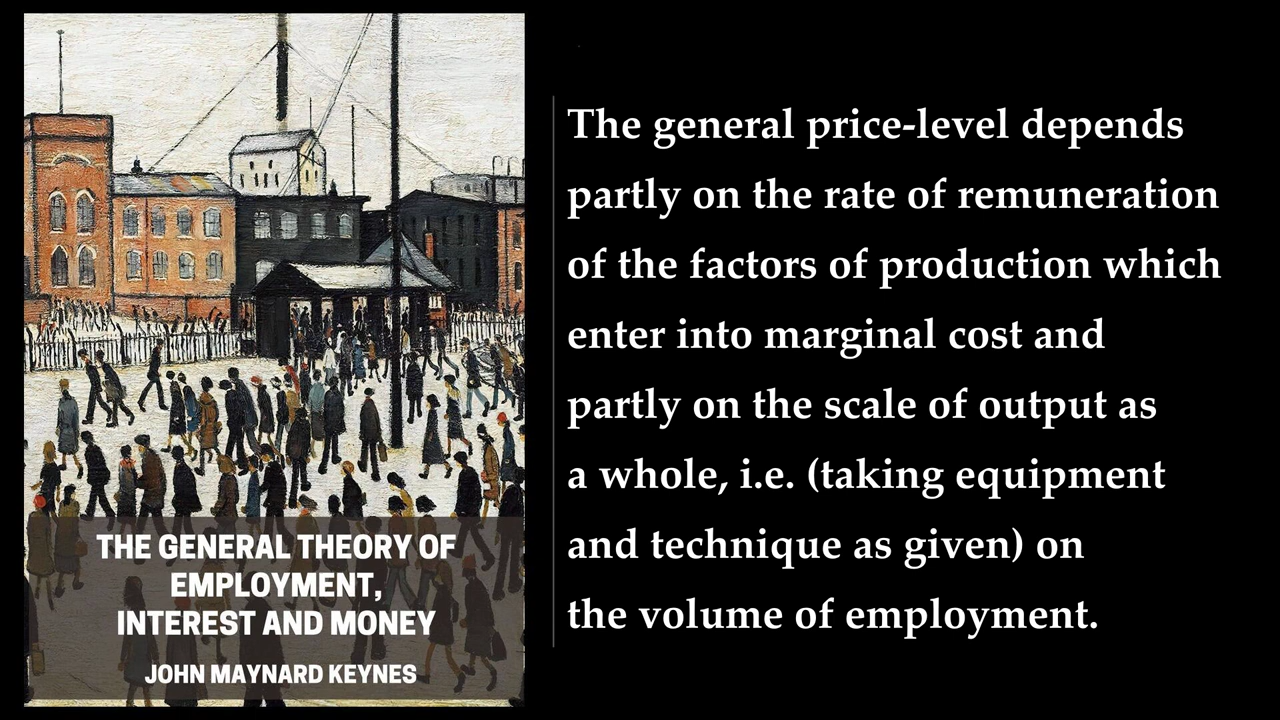 THE GENERAL THEORY OF
EMPLOYMENT,
INTEREST AND MONEY
JOHN MAYNARD KEYNES
The general price-level depends
partly on the rate of remuneration
of the factors of production which
enter into marginal cost and
partly on the scale of output as
a whole, i.e. (taking equipment
and technique as given) on
the volume of employment.